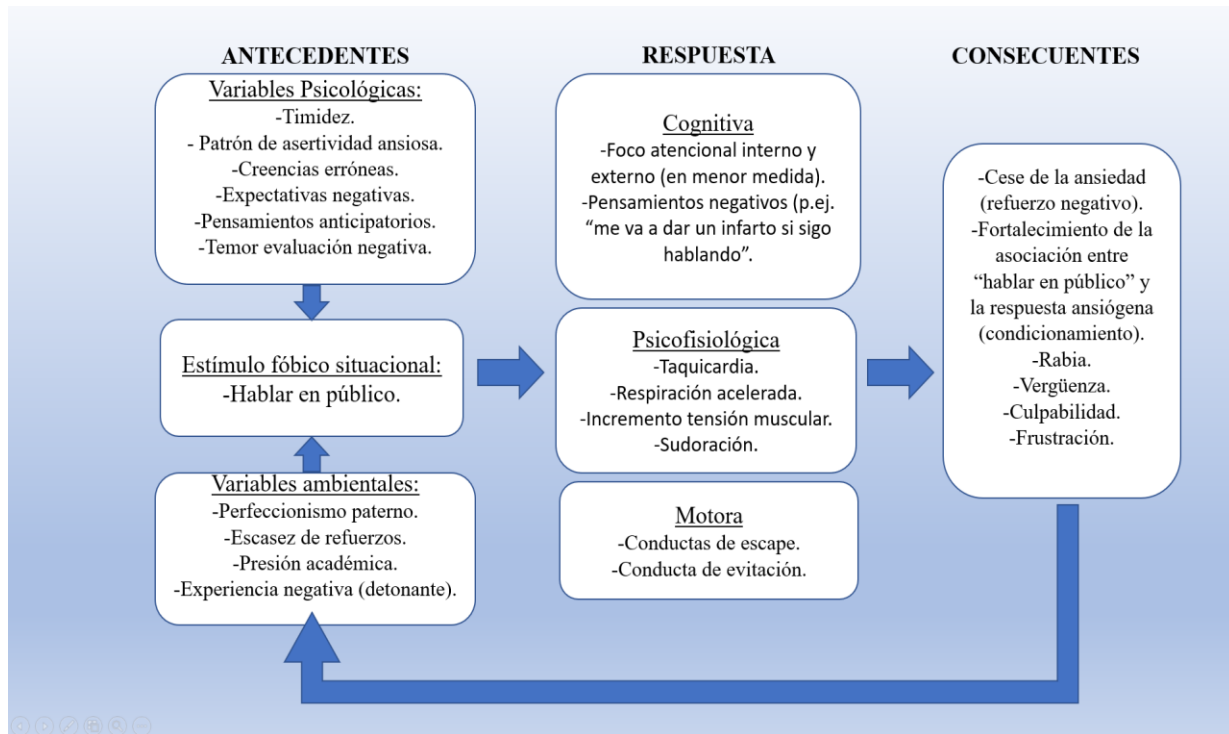 ANTECEDENTES
Variables Psicológicas:
-Timidez.
- Patrón de asertividad ansiosa.
-Creencias erróneas.
-Expectativas negativas.
-Pensamientos anticipatorios.
-Temor evaluación negativa.
Estímulo fóbico situacional:
-Hablar en público.
Variables ambientales:
-Perfeccionismo paterno.
-Escasez de refuerzos.
-Presión académica.
-Experiencia negativa (detonante).
RESPUESTA
Cognitiva
-Foco atencional interno y
externo (en menor medida).
-Pensamientos negativos (p.ej.
“me va a dar un infarto si sigo
hablando”.
Psicofisiológica
-Taquicardia.
-Respiración acelerada.
-Incremento tensión muscular.
-Sudoración.
Motora
-Conductas de escape.
-Conducta de evitación.
CONSECUENTES
-Cese de la ansiedad
(refuerzo negativo).
-Fortalecimiento de la
asociación entre
“hablar en público” y
la respuesta ansiógena
(condicionamiento).
-Rabia.
-Vergüenza.
-Culpabilidad.
-Frustración.